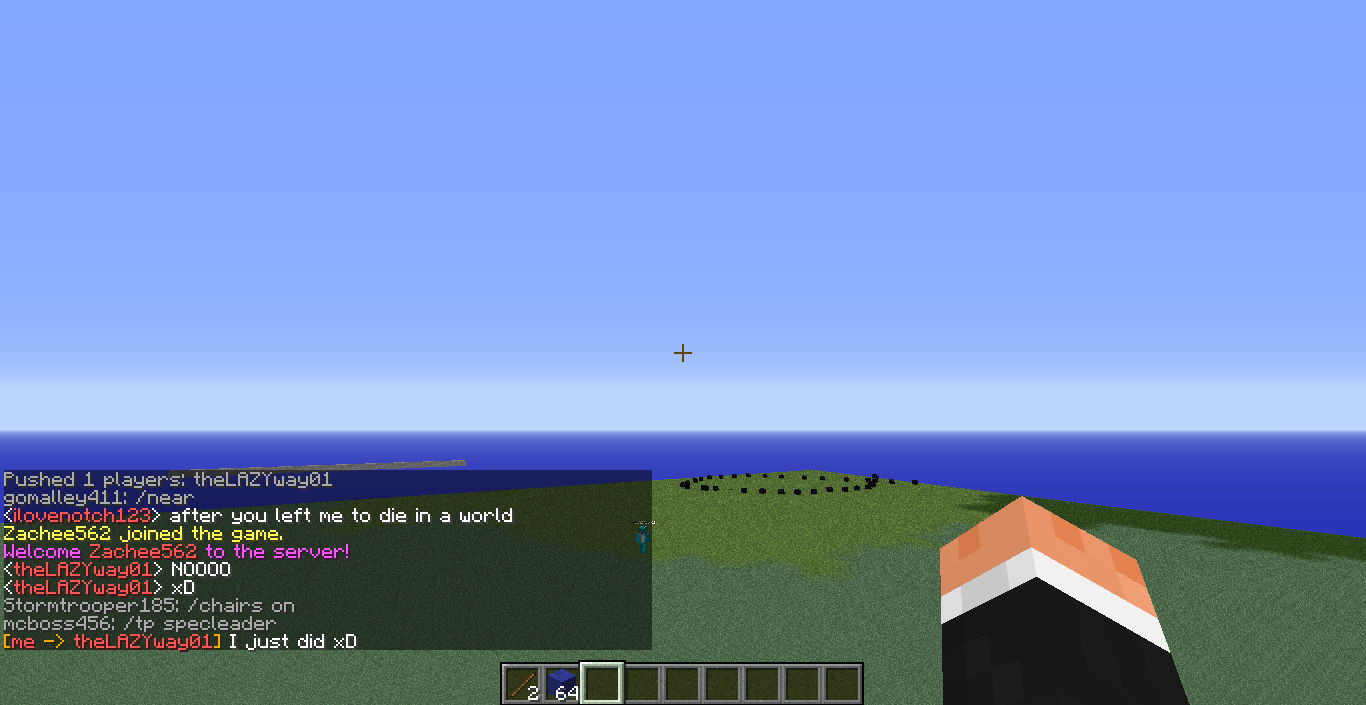 Pushed 1 players: theLAZYway01
gomalley411: /near
<ilovenotch123> after you left me to die in a world
Zachee562 joined the game.
Welcome Zachee562 to the server!
<theLAZYway01> NOOOO
<theLAZYway01> xD
Stormtrooper185: /chairs on
mcboss456: /tp specleader
[me -> theLAZYway01] I just did xD
2 64